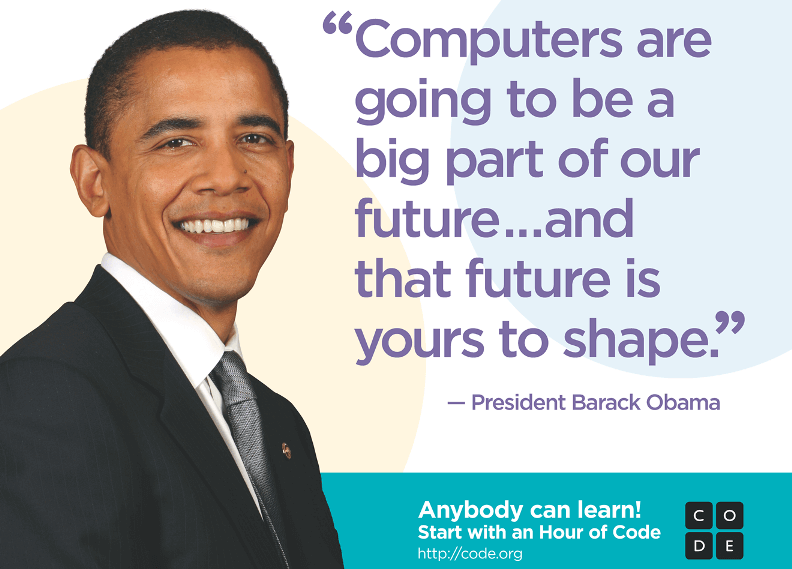 “Computers are
going to be a
big part of our
future...and
that future is
yours to shape.”
— President Barack Obama
Anybody can learn!
Start with an Hour of Code
http://code.org
C O
D E